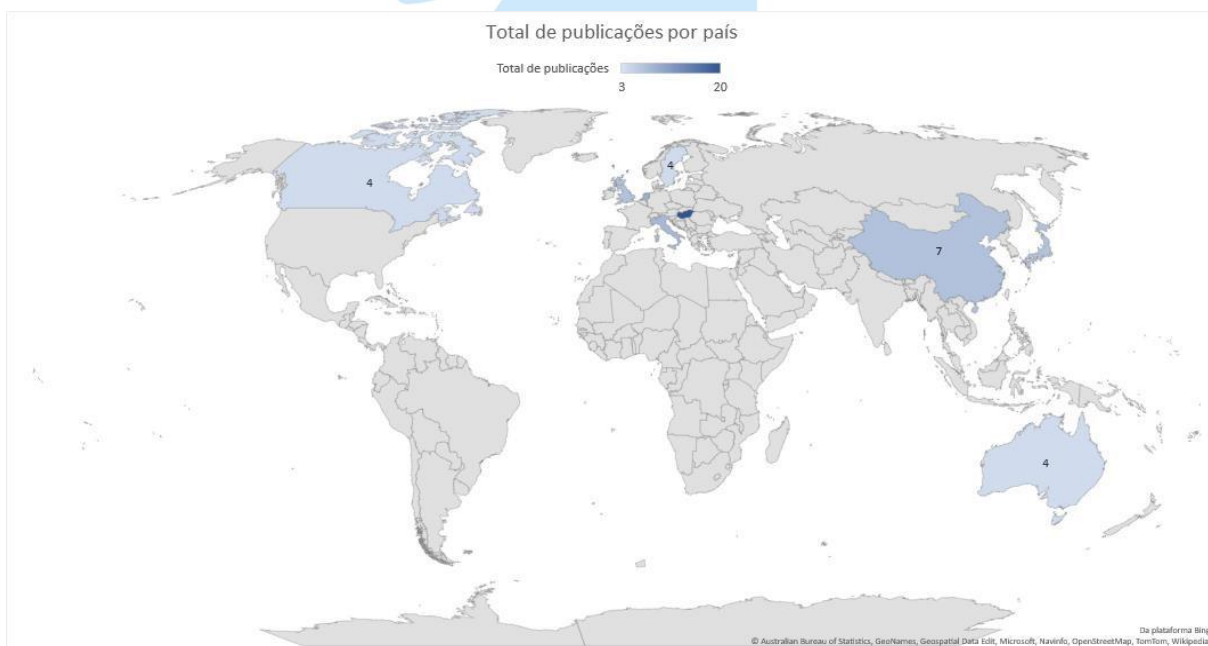 Total de publicações por país
Total de publicações
3 20
4
4
7
4
Da plataforma Bing
© Australian Bureau of Statistics, GeoNames, Geospatial Data Edit, Microsoft, Navinfo, OpenStreetMap, TomTom, Wikipedia